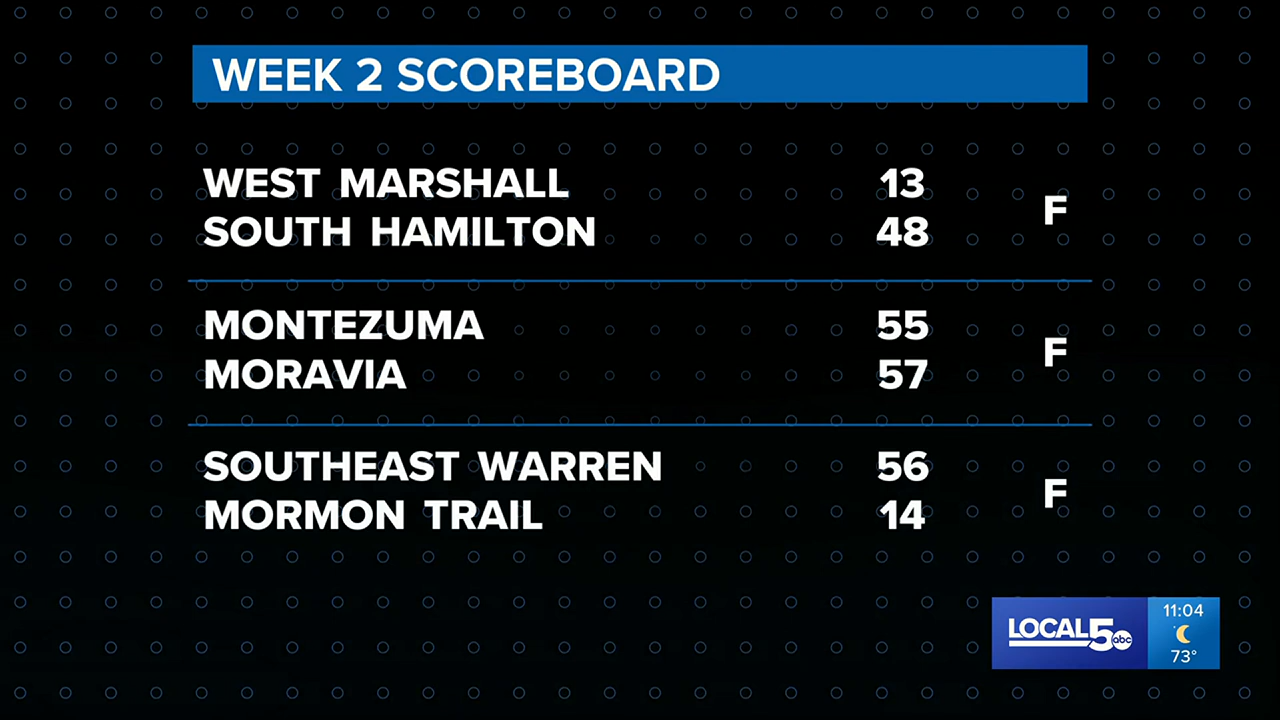 WEEK 2 SCOREBOARD
WEST MARSHALL 13
SOUTH HAMILTON 48
F
MONTEZUMA 55
MORAVIA 57
F
SOUTHEAST WARREN 56
MORMON TRAIL 14
F
LOCAL 5 abc
11:04
73°